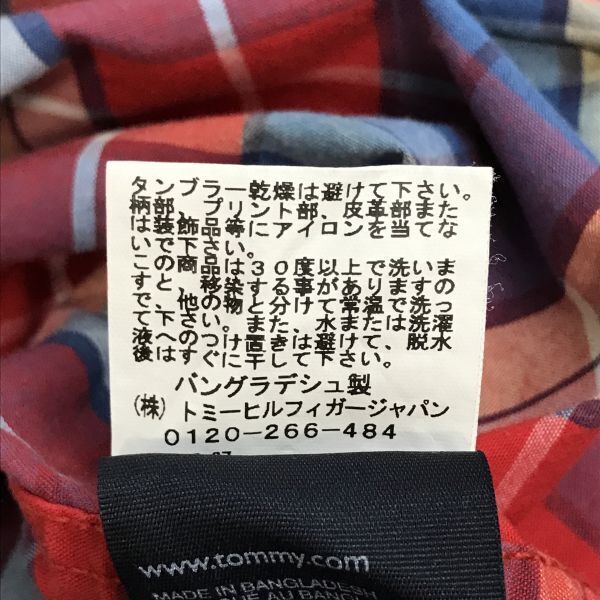 タンブラー乾燥は避けて下さい。
柄部、プリント部、皮革部また
は装飾品等にアイロンを当てな
いで下さい。
この商品は30度以上で洗いま
すと、移染する事がありますの
で、他の物と分けて常温で洗っ
て下さい。また、水または洗濯
液へのつけ置きは避けて、脱水
後はすぐに干して下さい。
バングラデシュ製
(株)トミーヒルフィガージャパン
0120-266-484
www.tommy.com
MADE IN BANGLADESH